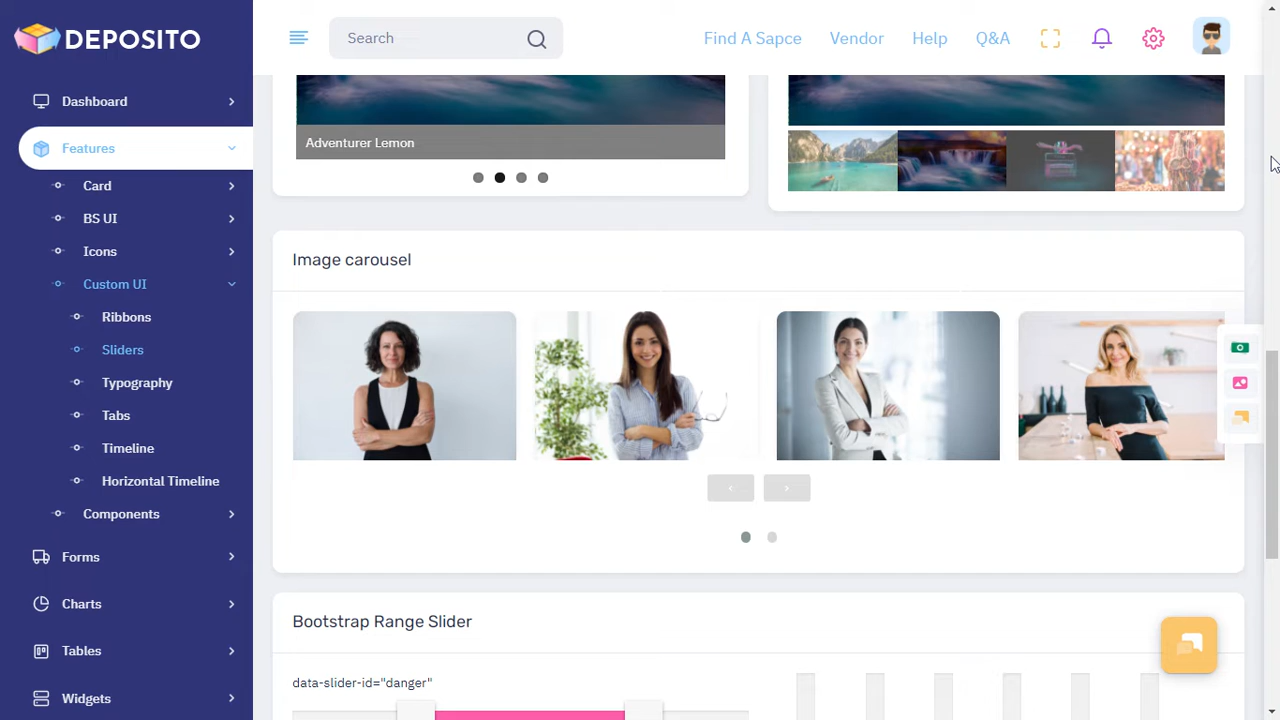 DEPOSITO
Search
Find A Sapce
Vendor
Help
Q&A
Dashboard
Features
Card
BS UI
Icons
Custom UI
Ribbons
Sliders
Typography
Tabs
Timeline
Horizontal Timeline
Components
Forms
Charts
Tables
Widgets
Adventurer Lemon
Image carousel
Bootstrap Range Slider
data-slider-id="danger"